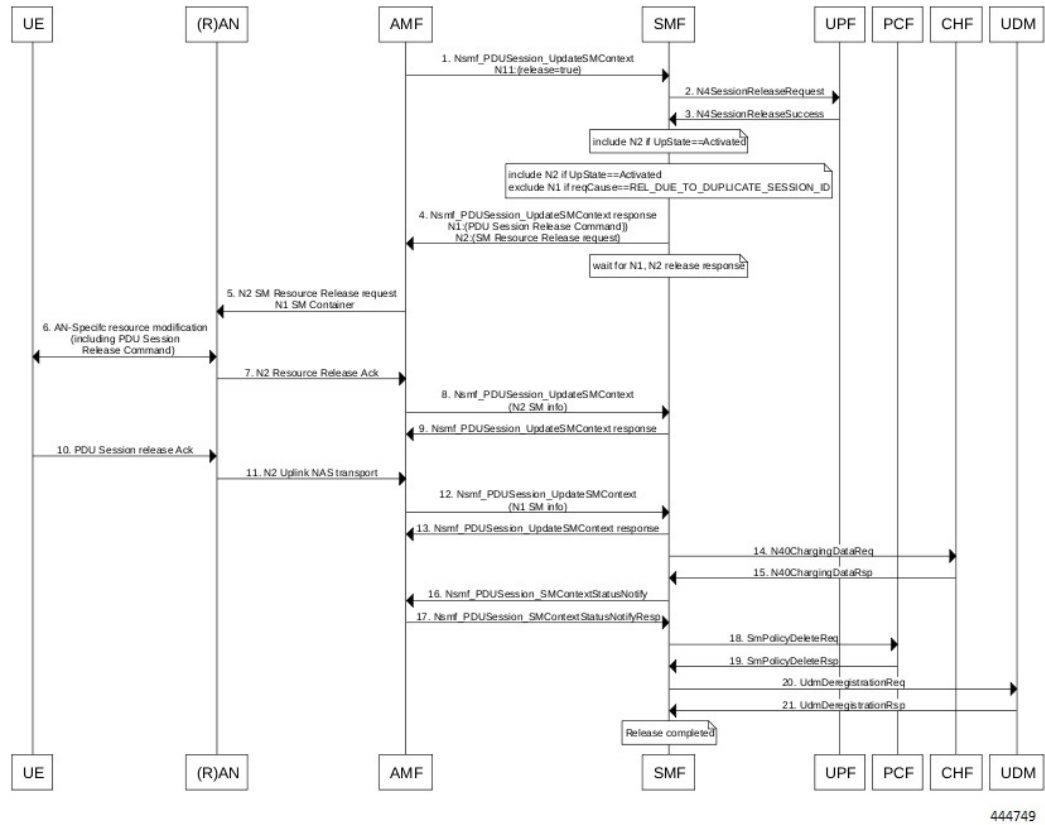 UE (R)AN AMF SMF UPF PCF CHF UDM
1. Nsmf_PDUSession_UpdateSMContext
N11:(release=true)
2. N4SessionReleaseRequest
3. N4SessionReleaseSuccess
include N2 if UpState==Activated
include N2 if UpState==Activated
exclude N1 if reqCause==REL_DUE_TO_DUPLICATE_SESSION_ID
4. Nsmf_PDUSession_UpdateSMContext response
N1:(PDU Session Release Command))
N2:(SM Resource Release request)
wait for N1, N2 release response
5. N2 SM Resource Release request
N1 SM Container
6. AN-Specifc resource modification
(including PDU Session
Release Command)
7. N2 Resource Release Ack
8. Nsmf_PDUSession_UpdateSMContext
(N2 SM info)
9. Nsmf_PDUSession_UpdateSMContext response
10. PDU Session release Ack
11. N2 Uplink NAS transport
12. Nsmf_PDUSession_UpdateSMContext
(N1 SM info)
13. Nsmf_PDUSession_UpdateSMContext response
14. N40ChargingDataReq
15. N40ChargingDataRsp
16. Nsmf_PDUSession_SMContextStatusNotify
17. Nsmf_PDUSession_SMContextStatusNotifyResp
18. SmPolicyDeleteReq
19. SmPolicyDeleteRsp
20. UdmDeregistrationReq
21. UdmDeregistrationRsp
Release completed
UE (R)AN AMF SMF UPF PCF CHF UDM
444749